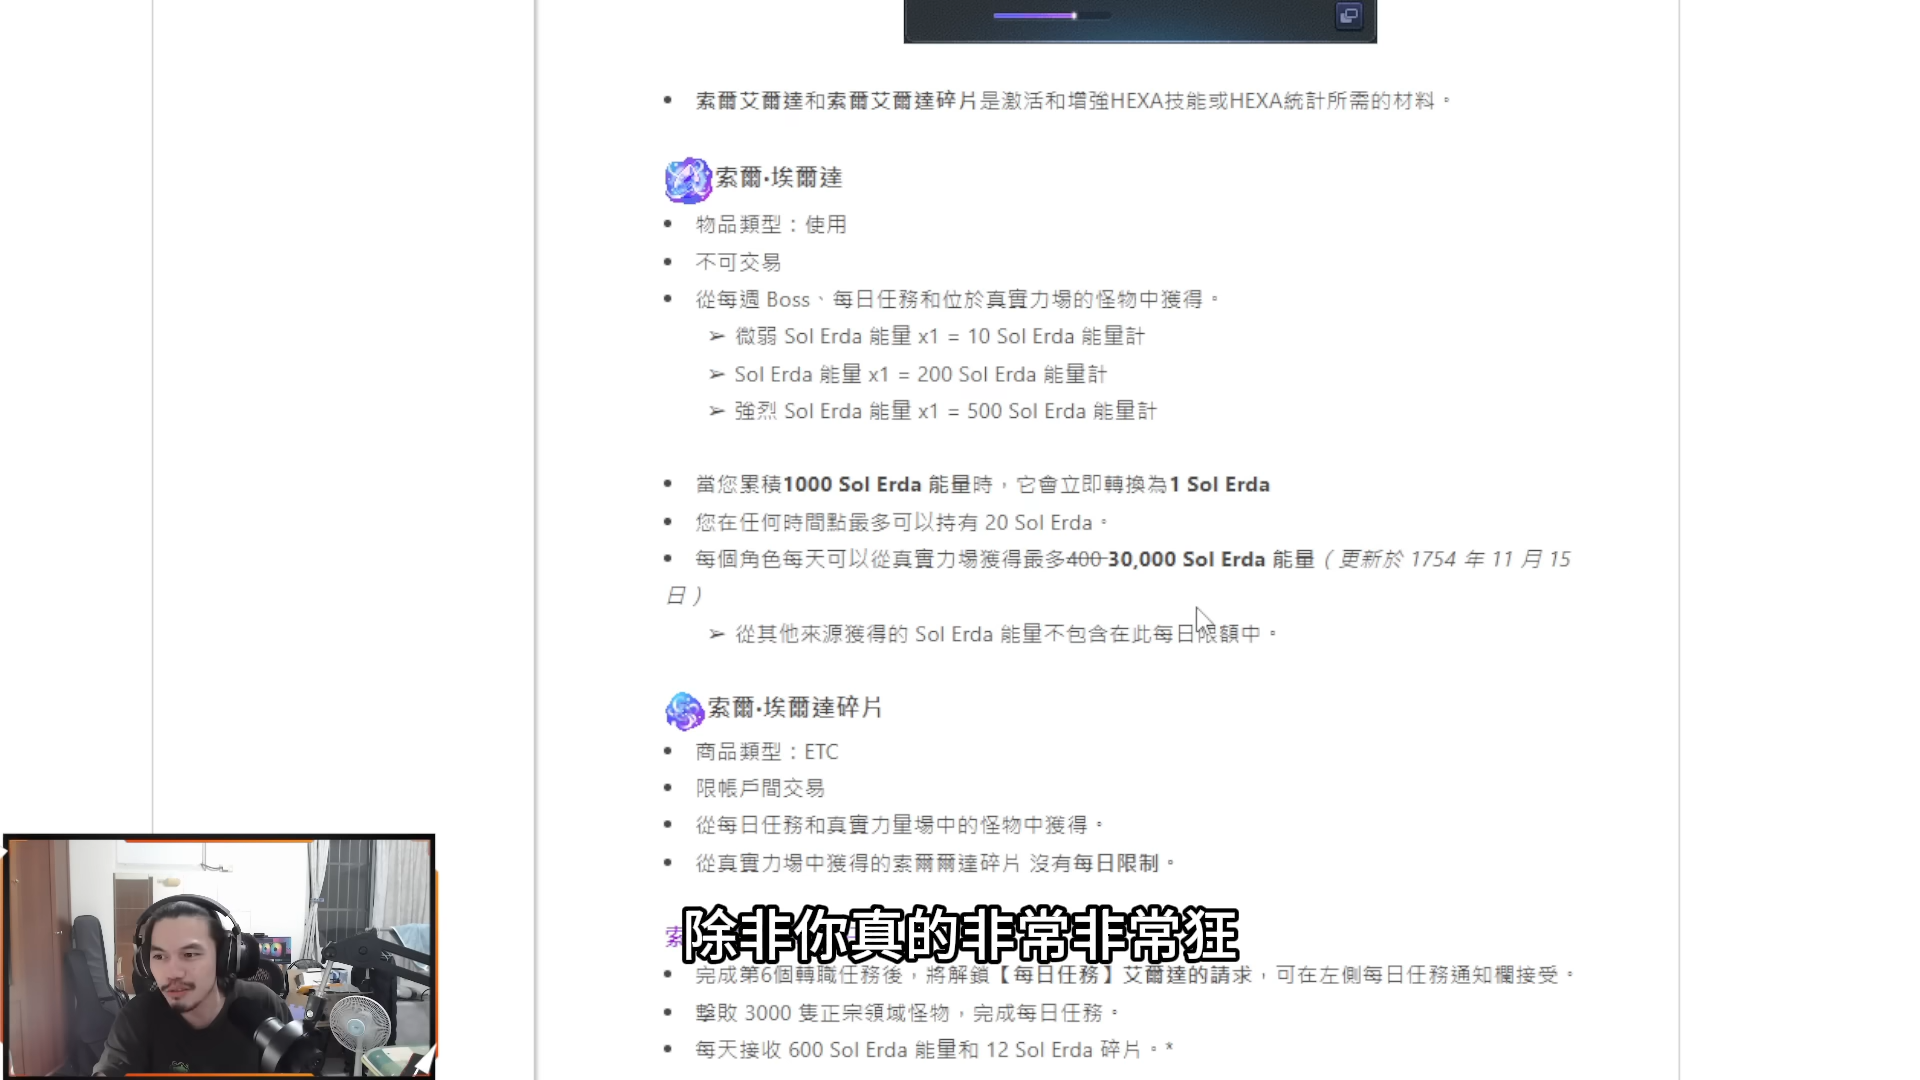 • 索爾艾爾達和索爾艾爾達碎片是激活和增強HEXA技能或HEXA統計所需的材料。
索爾•埃爾達
• 物品類型：使用
• 不可交易
• 從每週 Boss、每日任務和位於真實力場的怪物中獲得。
➢ 微弱 Sol Erda 能量 x1 = 10 Sol Erda 能量計
➢ Sol Erda 能量 x1 = 200 Sol Erda 能量計
➢ 強烈 Sol Erda 能量 x1 = 500 Sol Erda 能量計
• 當您累積1000 Sol Erda 能量時，它會立即轉換為1 Sol Erda
• 您在任何時間點最多可以持有 20 Sol Erda。
• 每個角色每天可以從真實力場獲得最多400 30,000 Sol Erda 能量（更新於 1754 年 11 月 15
日）
➢ 從其他來源獲得的 Sol Erda 能量不包含在此每日限額中。
索爾•埃爾達碎片
• 商品類型：ETC
• 限帳戶間交易
• 從每日任務和真實力量場中的怪物中獲得。
• 從真實力場中獲得的索爾爾達碎片 沒有每日限制。
索
除非你真的非常非常狂
• 完成第6個轉職任務後，將解鎖【每日任務】艾爾達的請求，可在左側每日任務通知欄接受。
• 擊敗 3000 隻正宗領域怪物，完成每日任務。
• 每天接收 600 Sol Erda 能量和 12 Sol Erda 碎片。*